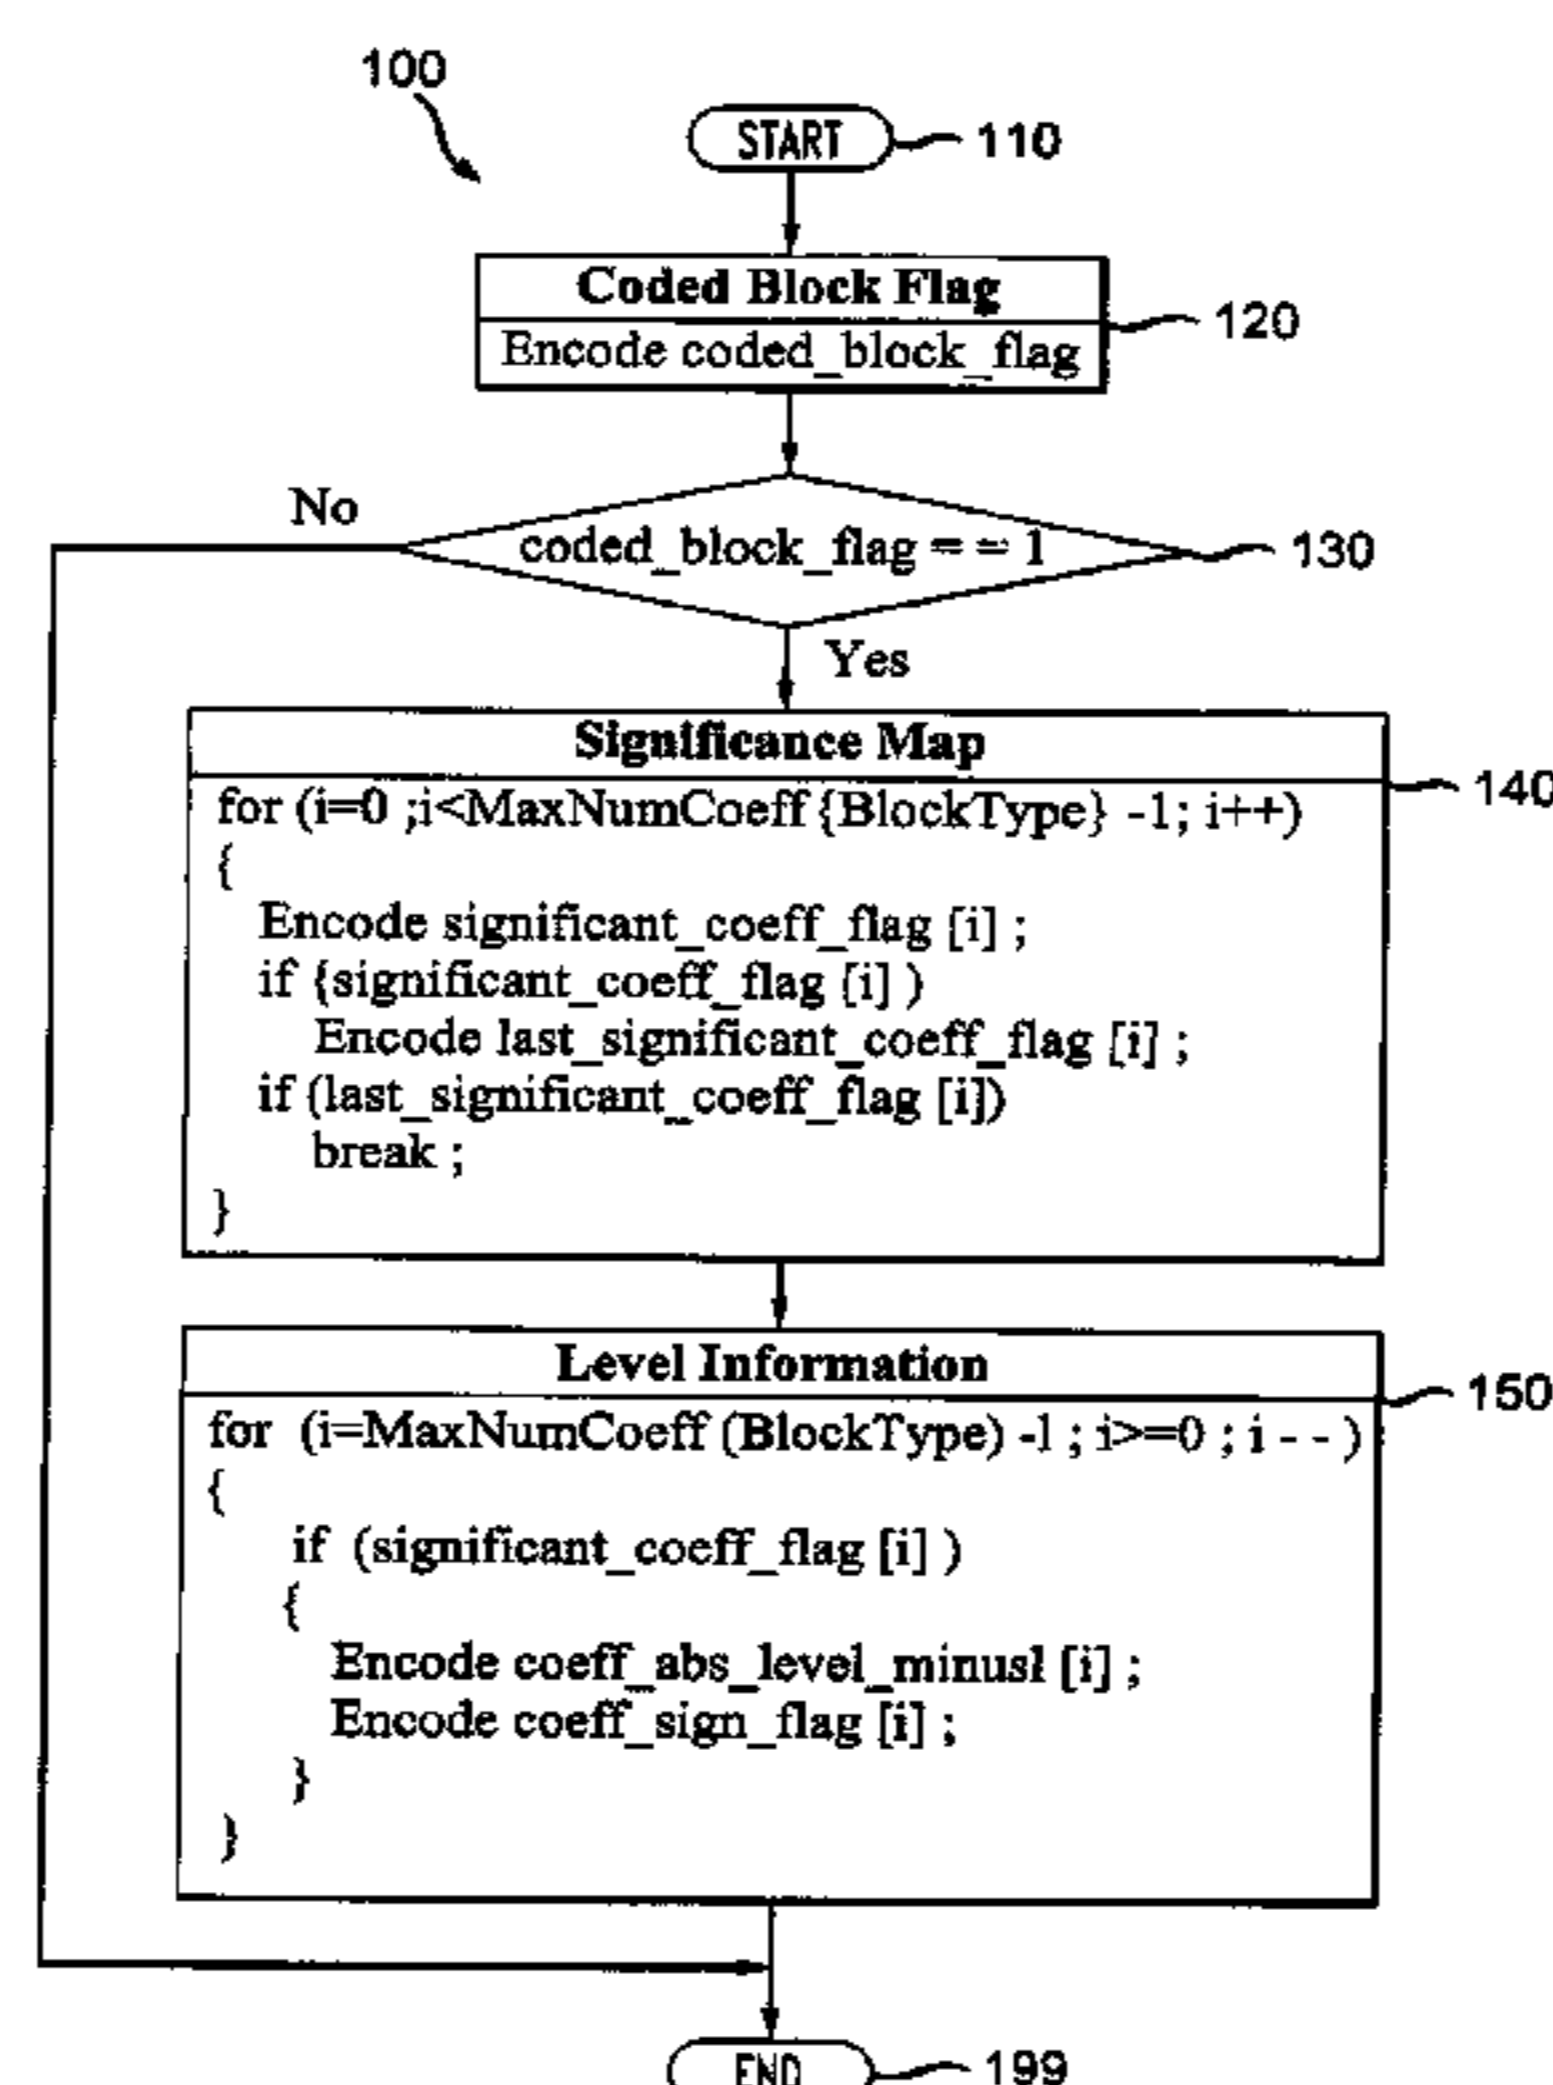 100
START
110
Coded Block Flag
120
Encode coded_block_flag
No
coded_block_flag = = 1
130
Yes
Significance Map
140
for (i=0 ;i<MaxNumCoeff {BlockType} -1; i++)
{
Encode significant_coeff_flag [i] ;
if {significant_coeff_flag [i] )
Encode last_significant_coeff_flag [i] ;
if (last_significant_coeff_flag [i])
break ;
}
Level Information
150
for (i=MaxNumCoeff (BlockType) -1 ; i>=0 ; i - - )
{
if (significant_coeff_flag [i] )
{
Encode coeff_abs_level_minusl [i] ;
Encode coeff_sign_flag [i] ;
}
}
END
199